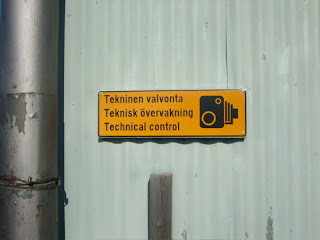 Tekninen valvonta
Teknisk övervakning
Technical control